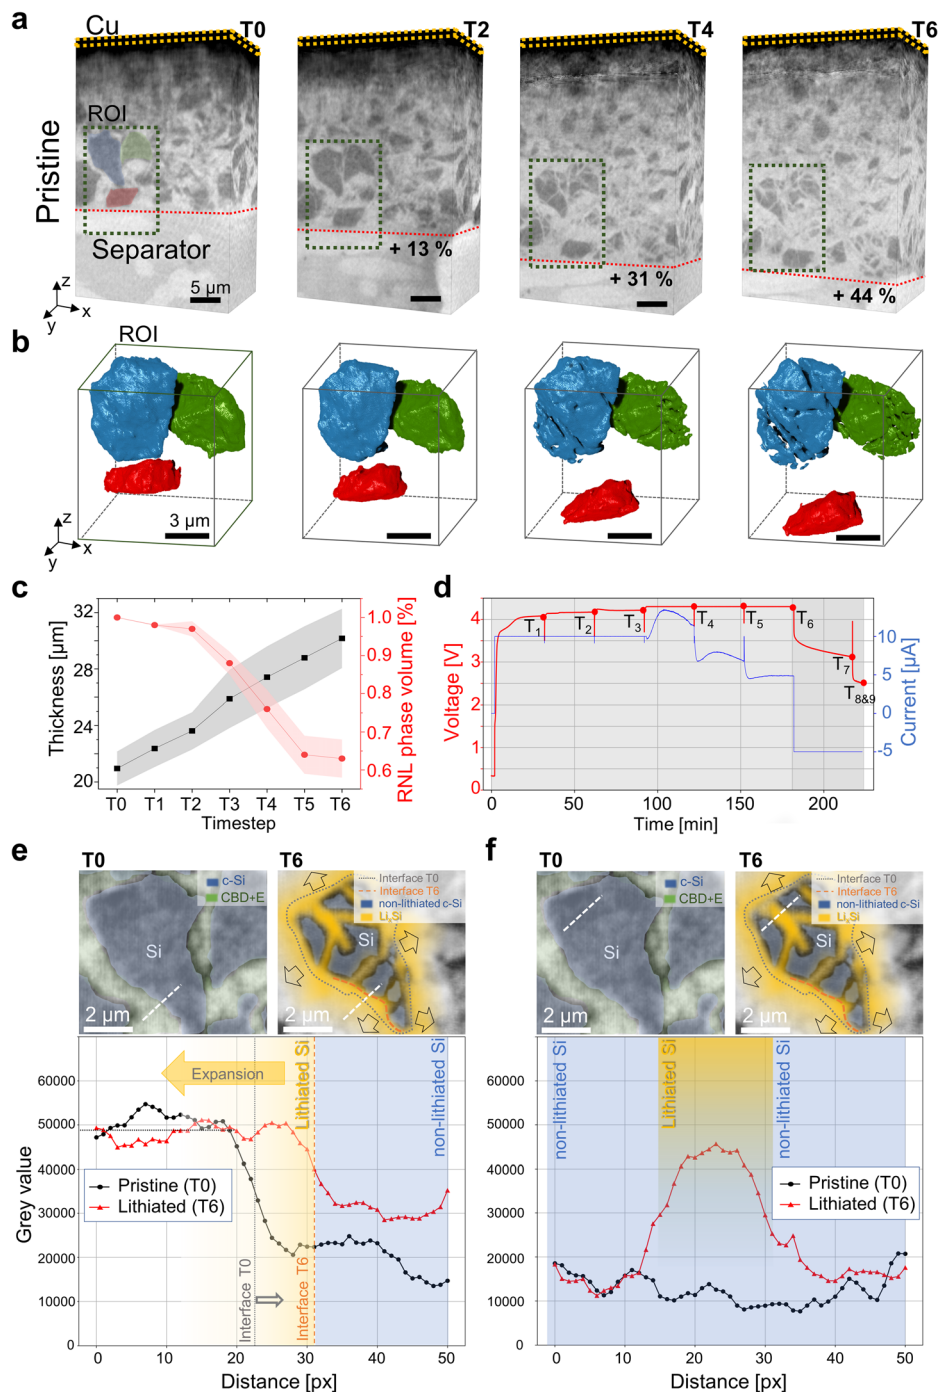 a
Cu
T0
T2
T4
T6
Pristine
ROI
Separator
5 µm
+ 13 %
+ 31 %
+ 44 %
z
x
y
b
ROI
3 µm
z
x
y
c
Thickness [µm]
32
28
24
20
1.0
0.9
0.8
0.7
0.6
RNL phase volume [%]
T0 T1 T2 T3 T4 T5 T6
Timestep
d
Voltage [V]
4
3
2
1
0
T1
T2
T3
T4
T5
T6
T7
T8&9
10
5
0
-5
Current [µA]
0 50 100 150 200
Time [min]
e
T0
c-Si
CBD+E
Si
2 µm
T6
Interface T0
Interface T6
non-lithiated c-Si
LixSi
Si
2 µm
Expansion
Lithiated Si
non-lithiated Si
Pristine (T0)
Lithiated (T6)
Interface T0
Interface T6
Grey value
60000
50000
40000
30000
20000
10000
0
0 10 20 30 40 50
Distance [px]
f
T0
c-Si
CBD+E
Si
2 µm
T6
Interface T0
Interface T6
non-lithiated c-Si
LixSi
Si
2 µm
non-lithiated Si
Lithiated Si
non-lithiated Si
Pristine (T0)
Lithiated (T6)
60000
50000
40000
30000
20000
10000
0
0 10 20 30 40 50
Distance [px]